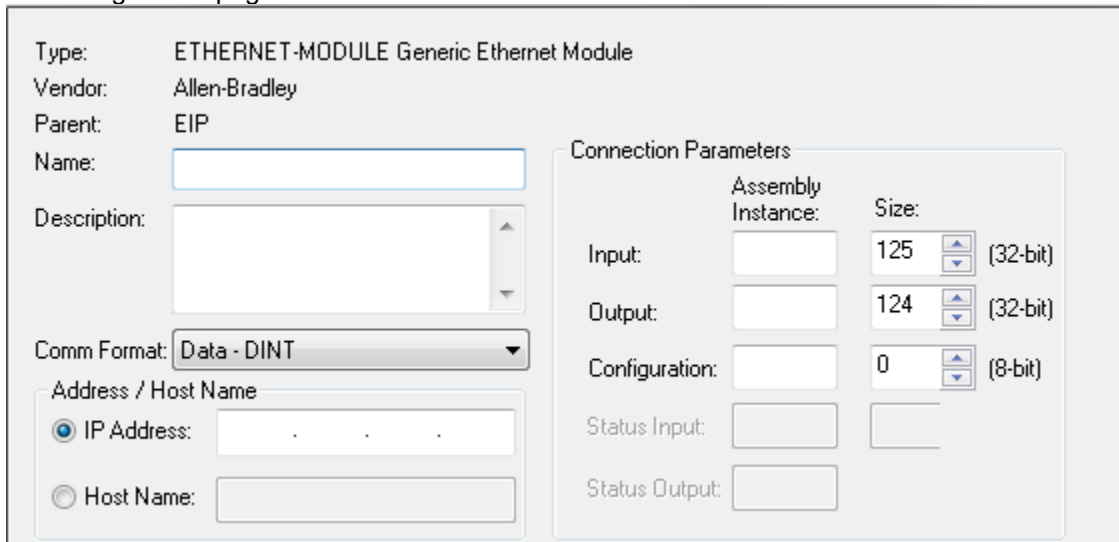 Type: ETHERNET-MODULE Generic Ethernet Module
Vendor: Allen-Bradley
Parent: EIP
Name:
Description:
Comm Format: Data - DINT
Address / Host Name
IP Address: . . .
Host Name:
Connection Parameters
Assembly Instance: Size:
Input: 125 (32-bit)
Output: 124 (32-bit)
Configuration: 0 (8-bit)
Status Input:
Status Output: